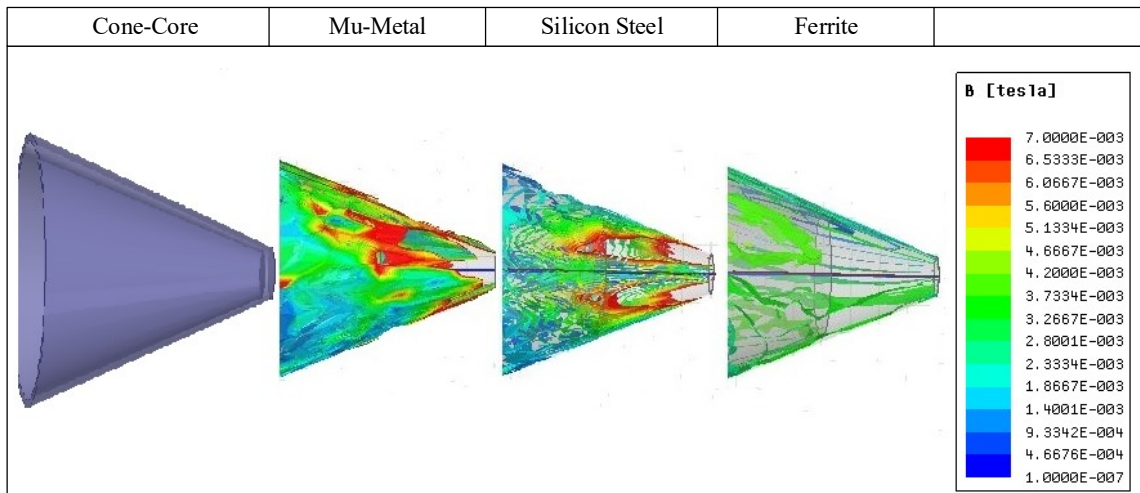 Cone-Core Mu-Metal Silicon Steel Ferrite
B [tesla]
7.0000E-003
6.5333E-003
6.0667E-003
5.6000E-003
5.1334E-003
4.6667E-003
4.2000E-003
3.7334E-003
3.2667E-003
2.8001E-003
2.3334E-003
1.8667E-003
1.4001E-003
9.3342E-004
4.6676E-004
1.0000E-007